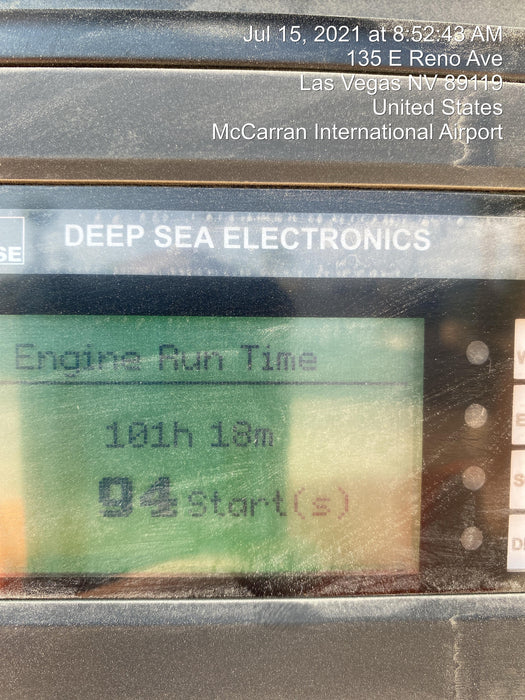 Jul 15, 2021 at 8:52:43 AM
135 E Reno Ave
Las Vegas NV 89119
United States
McCarran International Airport
SE
DEEP SEA ELECTRONICS
Engine Run Time
101h 18m
94 Start(s)